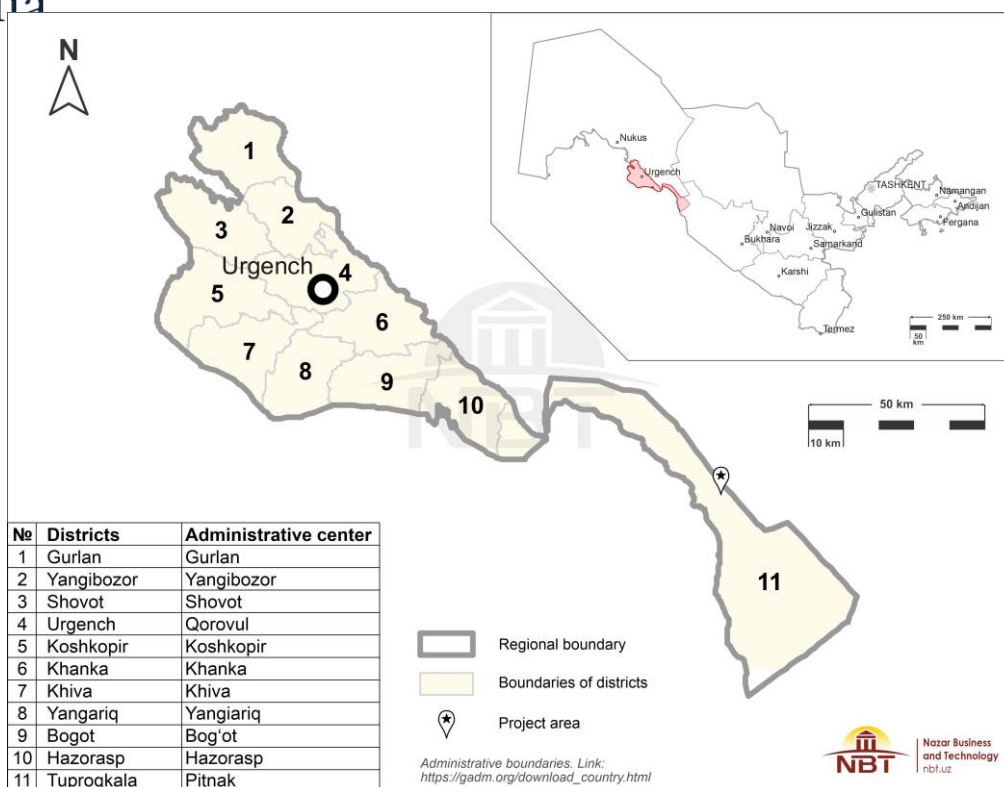 N
1
2
3
Urgench
4
5
6
7
8
9
10
11
Nukus
Urgench
TASHKENT
Namangan
Andijan
Fergana
Gulistan
Navoi
Jizzak
Bukhara
Samarkand
Karshi
Termez
250 km
50 km
50 km
10 km
NBT
№ Districts Administrative center
1 Gurlan Gurlan
2 Yangibozor Yangibozor
3 Shovot Shovot
4 Urgench Qorovul
5 Koshkopir Koshkopir
6 Khanka Khanka
7 Khiva Khiva
8 Yangariq Yangiariq
9 Bogot Bog‘ot
10 Hazorasp Hazorasp
11 Tuproqkala Pitnak
Regional boundary
Boundaries of districts
Project area
Administrative boundaries. Link:
https://gadm.org/download_country.html
NBT
Nazar Business
and Technology
nbt.uz